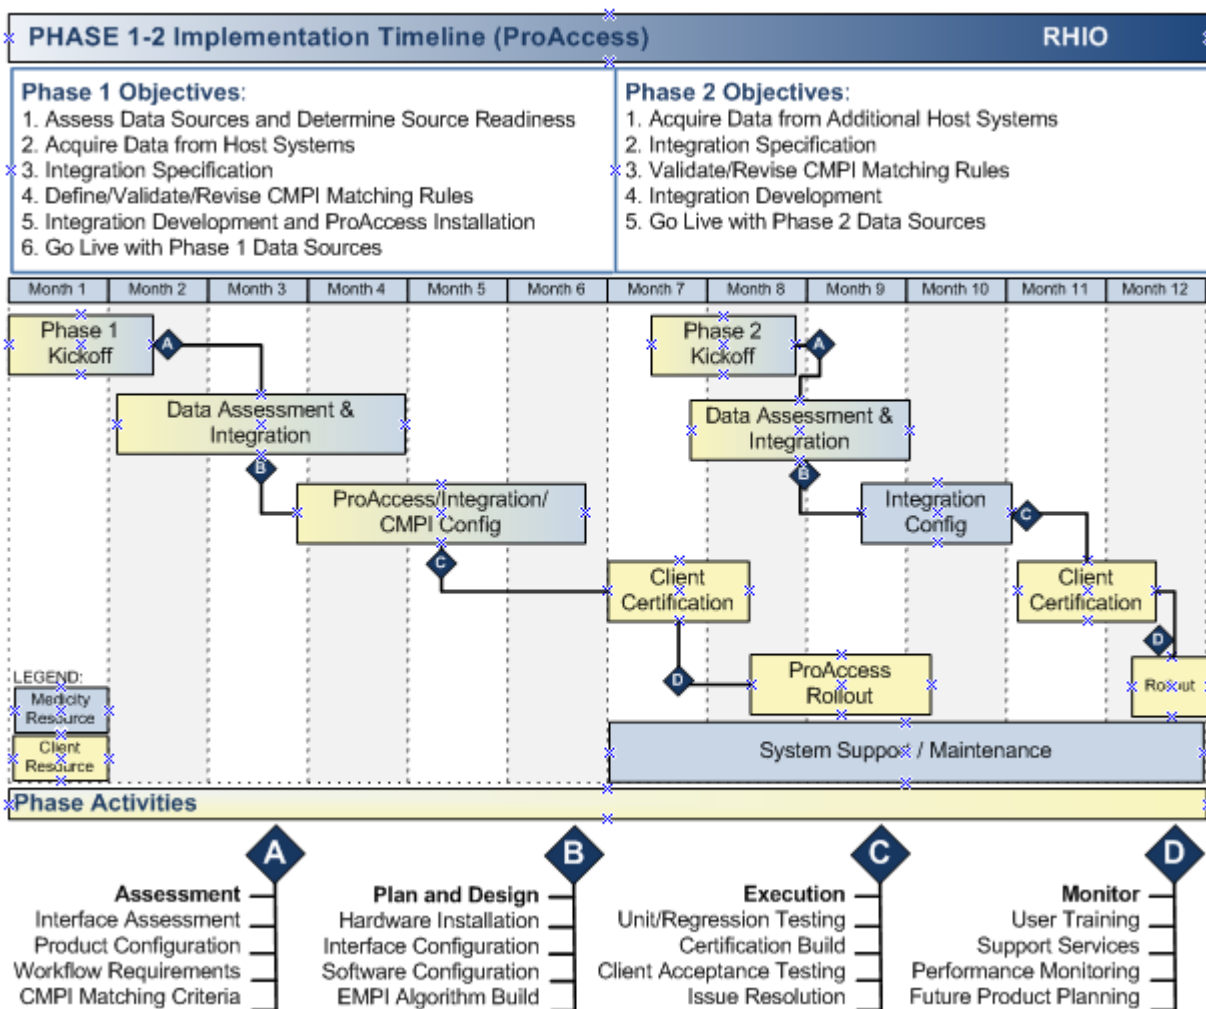 PHASE 1-2 Implementation Timeline (ProAccess)
RHIO
Phase 1 Objectives:
1. Assess Data Sources and Determine Source Readiness
2. Acquire Data from Host Systems
3. Integration Specification
4. Define/Validate/Revise CMPI Matching Rules
5. Integration Development and ProAccess Installation
6. Go Live with Phase 1 Data Sources
Phase 2 Objectives:
1. Acquire Data from Additional Host Systems
2. Integration Specification
3. Validate/Revise CMPI Matching Rules
4. Integration Development
5. Go Live with Phase 2 Data Sources
Month 1
Month 2
Month 3
Month 4
Month 5
Month 6
Month 7
Month 8
Month 9
Month 10
Month 11
Month 12
Phase 1
Kickoff
A
Phase 2
Kickoff
A
Data Assessment &
Integration
B
Data Assessment &
Integration
B
ProAccess/Integration/
CMPI Config
C
Integration
Config
C
Client
Certification
Client
Certification
D
D
ProAccess
Rollout
Rollout
LEGEND:
Medicity
Resource
Client
Resource
System Support / Maintenance
Phase Activities
A
Assessment
Interface Assessment
Product Configuration
Workflow Requirements
CMPI Matching Criteria
B
Plan and Design
Hardware Installation
Interface Configuration
Software Configuration
EMPI Algorithm Build
C
Execution
Unit/Regression Testing
Certification Build
Client Acceptance Testing
Issue Resolution
D
Monitor
User Training
Support Services
Performance Monitoring
Future Product Planning